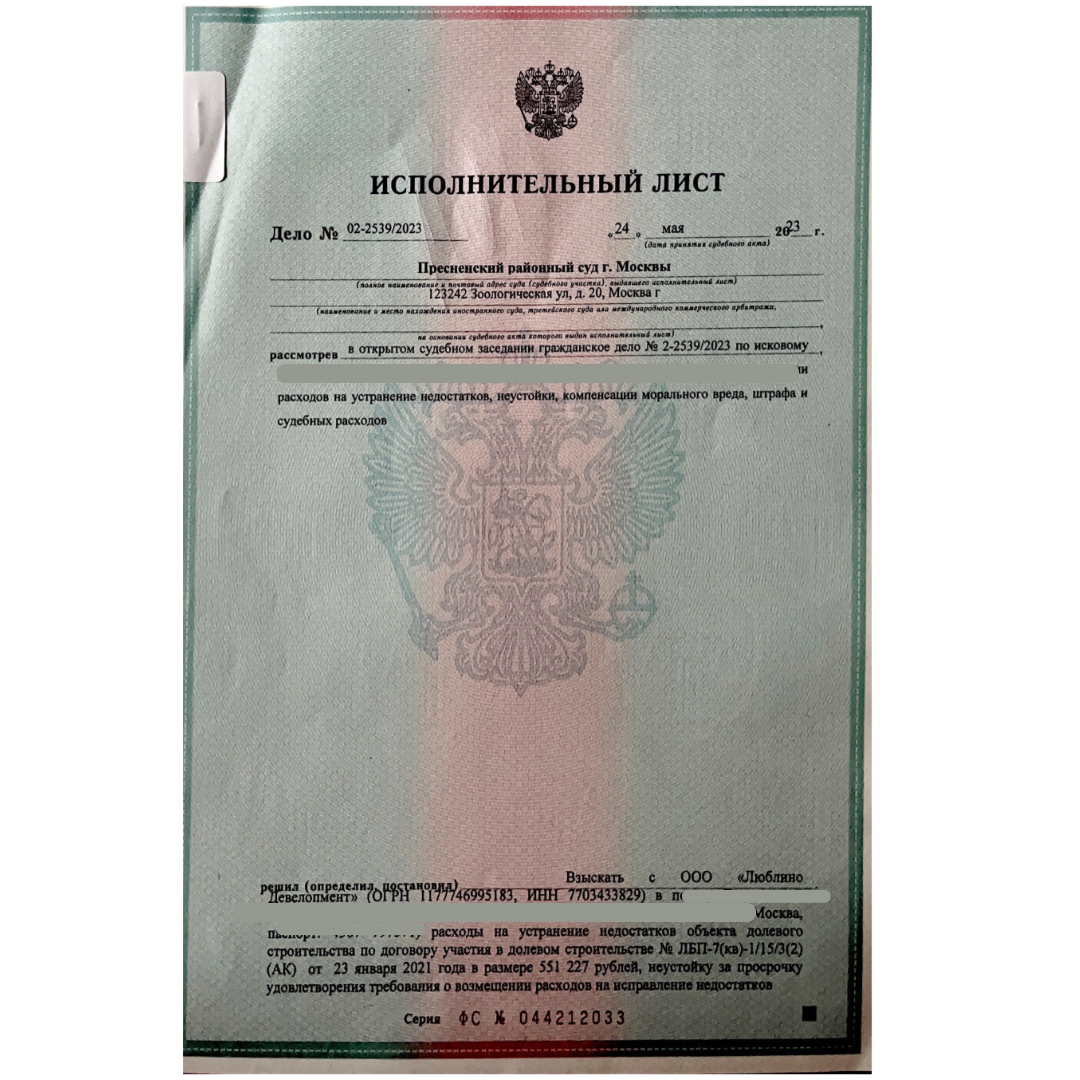 ИСПОЛНИТЕЛЬНЫЙ ЛИСТ
Дело № 02-2539/2023 «24» мая 2023 г.
(дата принятия судебного акта)
Пресненский районный суд г. Москвы
(полное наименование и почтовый адрес суда (судебного участка), выдавшего исполнительный лист)
123242 Зоологическая ул, д. 20, Москва г
(наименование и место нахождения иностранного суда, третейского суда или международного коммерческого арбитража,
на основании судебного акта которого выдан исполнительный лист)
рассмотрев в открытом судебном заседании гражданское дело № 2-2539/2023 по исковому
расходов на устранение недостатков, неустойки, компенсации морального вреда, штрафа и
судебных расходов
Взыскать с ООО «Люблино
решил (определил, постановил)
Девелопмент» (ОГРН 1177746995183, ИНН 7703433829) в
Москва,
расходы на устранение недостатков объекта долевого
строительства по договору участия в долевом строительстве № ЛБП-7(кв)-1/15/3(2)
(АК) от 23 января 2021 года в размере 551 227 рублей, неустойку за просрочку
удовлетворения требования о возмещении расходов на исправление недостатков
Серия ФС № 044212033